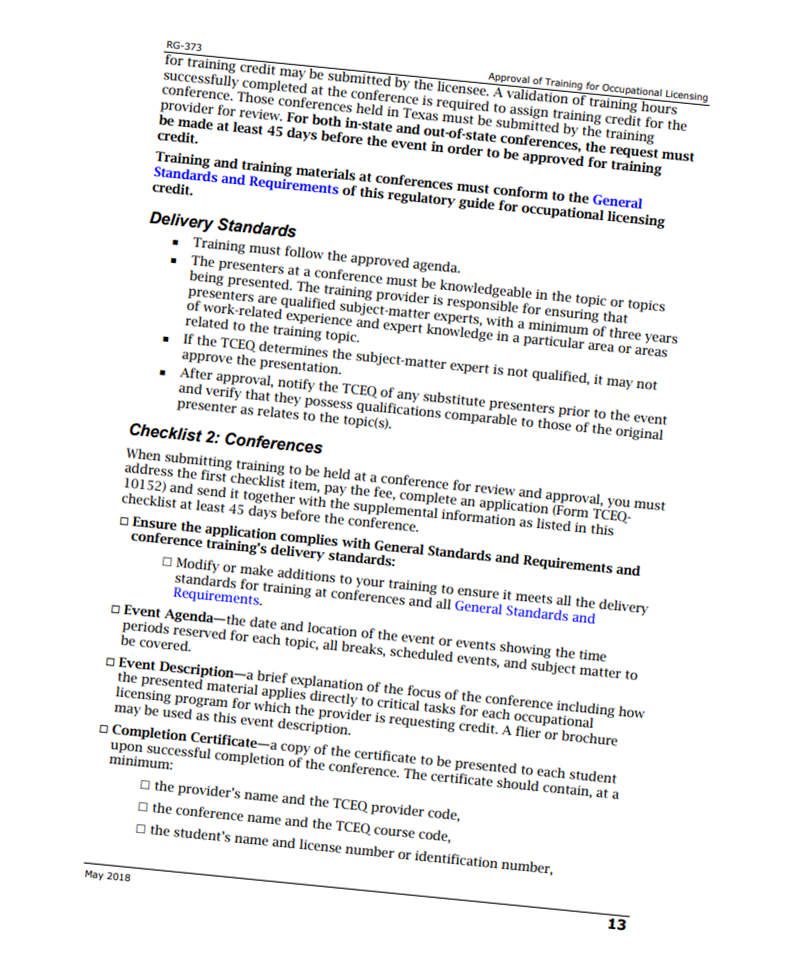 RG-373
Approval of Training for Occupational Licensing
for training credit may be submitted by the licensee. A validation of training hours
successfully completed at the conference is required to assign training credit for the
conference. Those conferences held in Texas must be submitted by the training
provider for review. For both in-state and out-of-state conferences, the request must
be made at least 45 days before the event in order to be approved for training
credit.
Training and training materials at conferences must conform to the General
Standards and Requirements of this regulatory guide for occupational licensing
credit.
Delivery Standards
▪ Training must follow the approved agenda.
▪ The presenters at a conference must be knowledgeable in the topic or topics
being presented. The training provider is responsible for ensuring that
presenters are qualified subject-matter experts, with a minimum of three years
of work-related experience and expert knowledge in a particular area or areas
related to the training topic.
▪ If the TCEQ determines the subject-matter expert is not qualified, it may not
approve the presentation.
▪ After approval, notify the TCEQ of any substitute presenters prior to the event
and verify that they possess qualifications comparable to those of the original
presenter as relates to the topic(s).
Checklist 2: Conferences
When submitting training to be held at a conference for review and approval, you must
address the first checklist item, pay the fee, complete an application (Form TCEQ-
10152) and send it together with the supplemental information as listed in this
checklist at least 45 days before the conference.
□ Ensure the application complies with General Standards and Requirements and
conference training's delivery standards:
□ Modify or make additions to your training to ensure it meets all the delivery
standards for training at conferences and all General Standards and
Requirements.
□ Event Agenda—the date and location of the event or events showing the time
periods reserved for each topic, all breaks, scheduled events, and subject matter to
be covered.
□ Event Description—a brief explanation of the focus of the conference including how
the presented material applies directly to critical tasks for each occupational
licensing program for which the provider is requesting credit. A flier or brochure
may be used as this event description.
□ Completion Certificate—a copy of the certificate to be presented to each student
upon successful completion of the conference. The certificate should contain, at a
minimum:
□ the provider's name and the TCEQ provider code,
□ the conference name and the TCEQ course code,
□ the student's name and license number or identification number,
May 2018
13